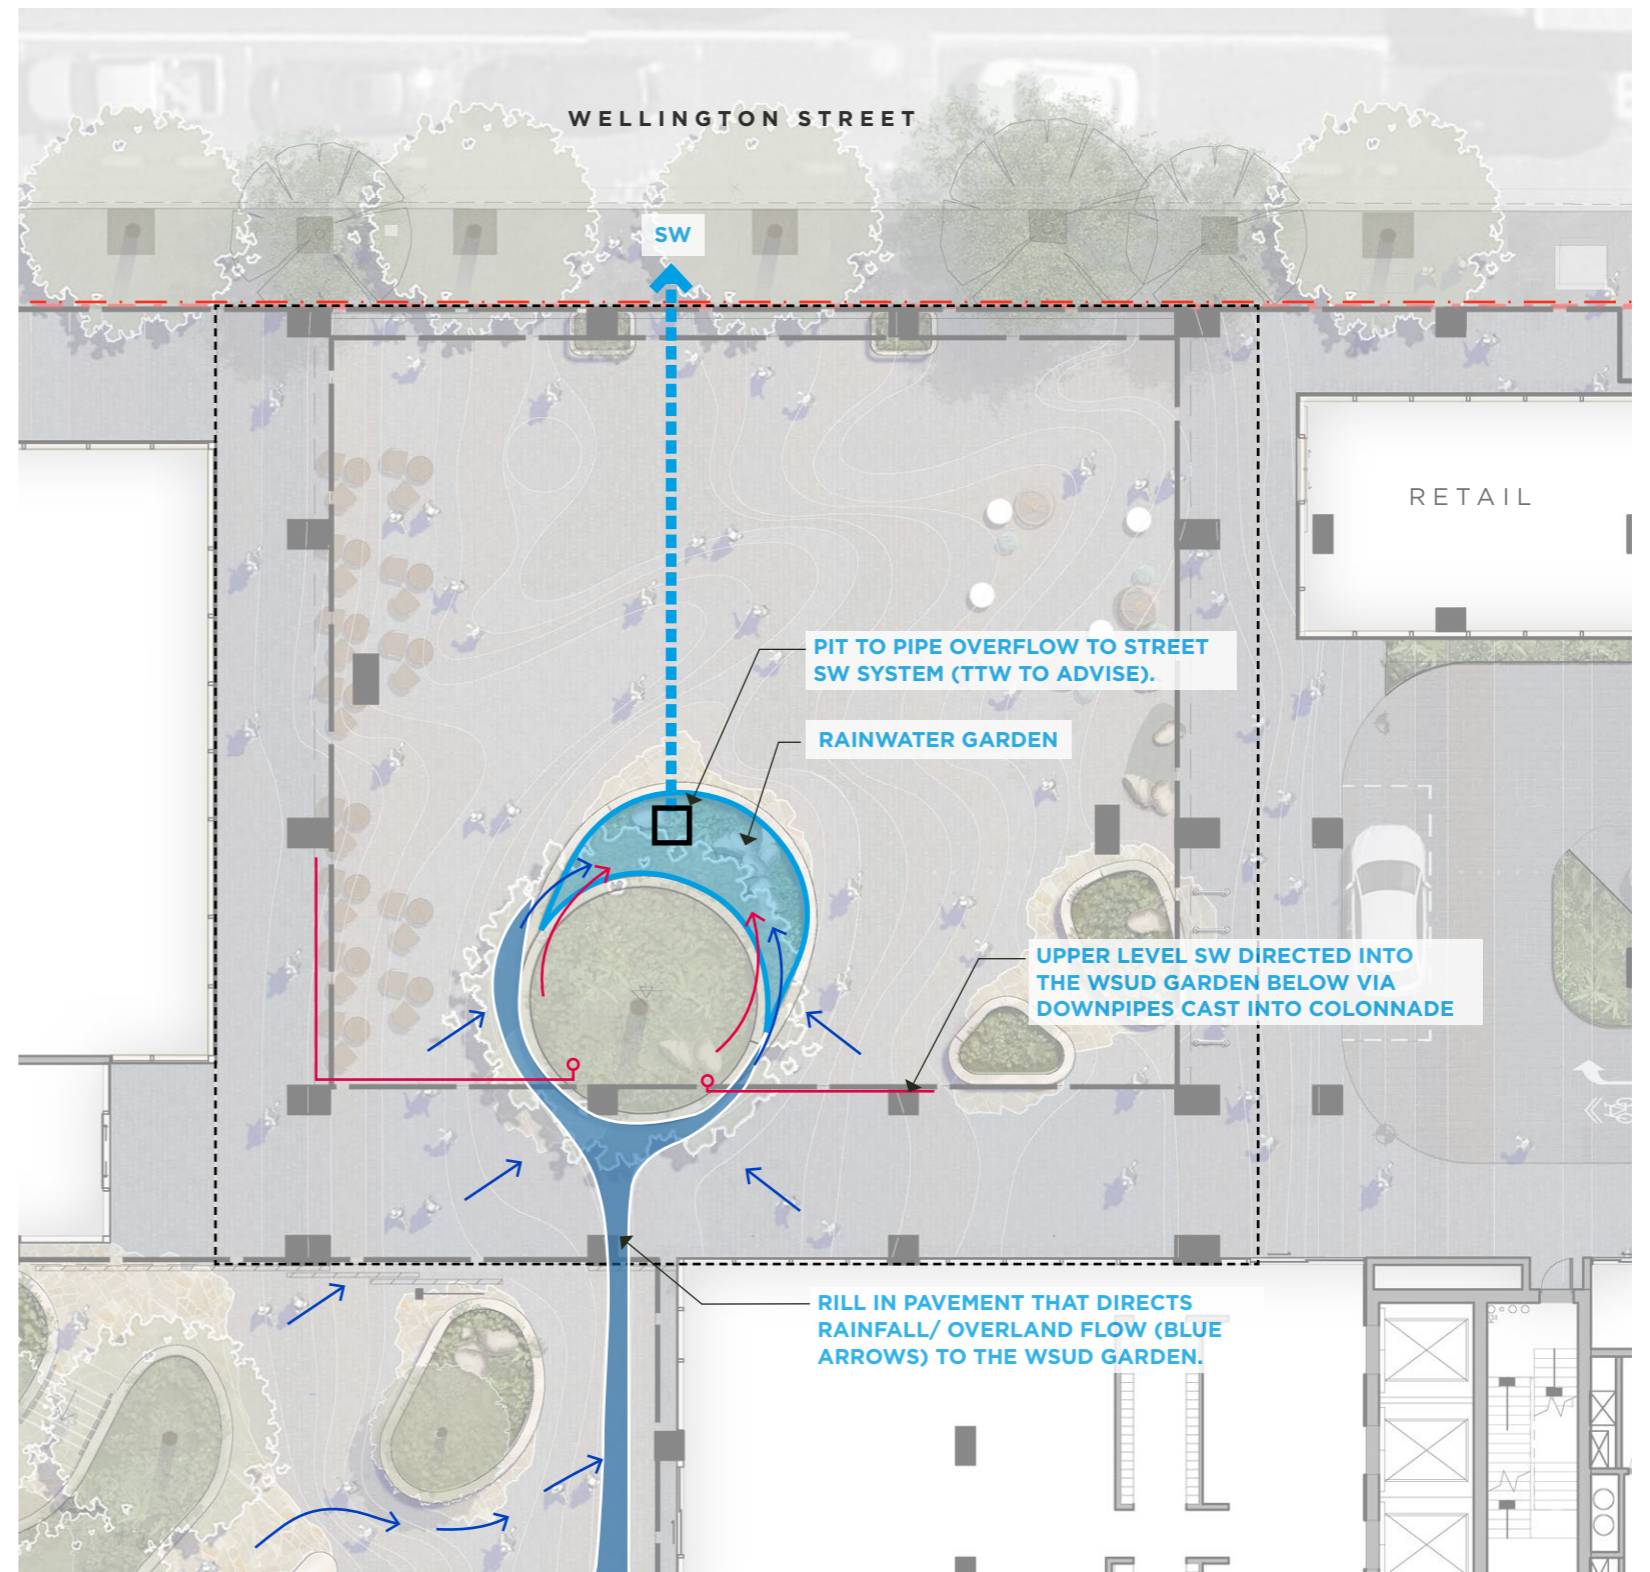 WELLINGTON STREET
SW
RETAIL
PIT TO PIPE OVERFLOW TO STREET
SW SYSTEM (TTW TO ADVISE).
RAINWATER GARDEN
UPPER LEVEL SW DIRECTED INTO
THE WSUD GARDEN BELOW VIA
DOWNPIPES CAST INTO COLONNADE
RILL IN PAVEMENT THAT DIRECTS
RAINFALL/ OVERLAND FLOW (BLUE
ARROWS) TO THE WSUD GARDEN.